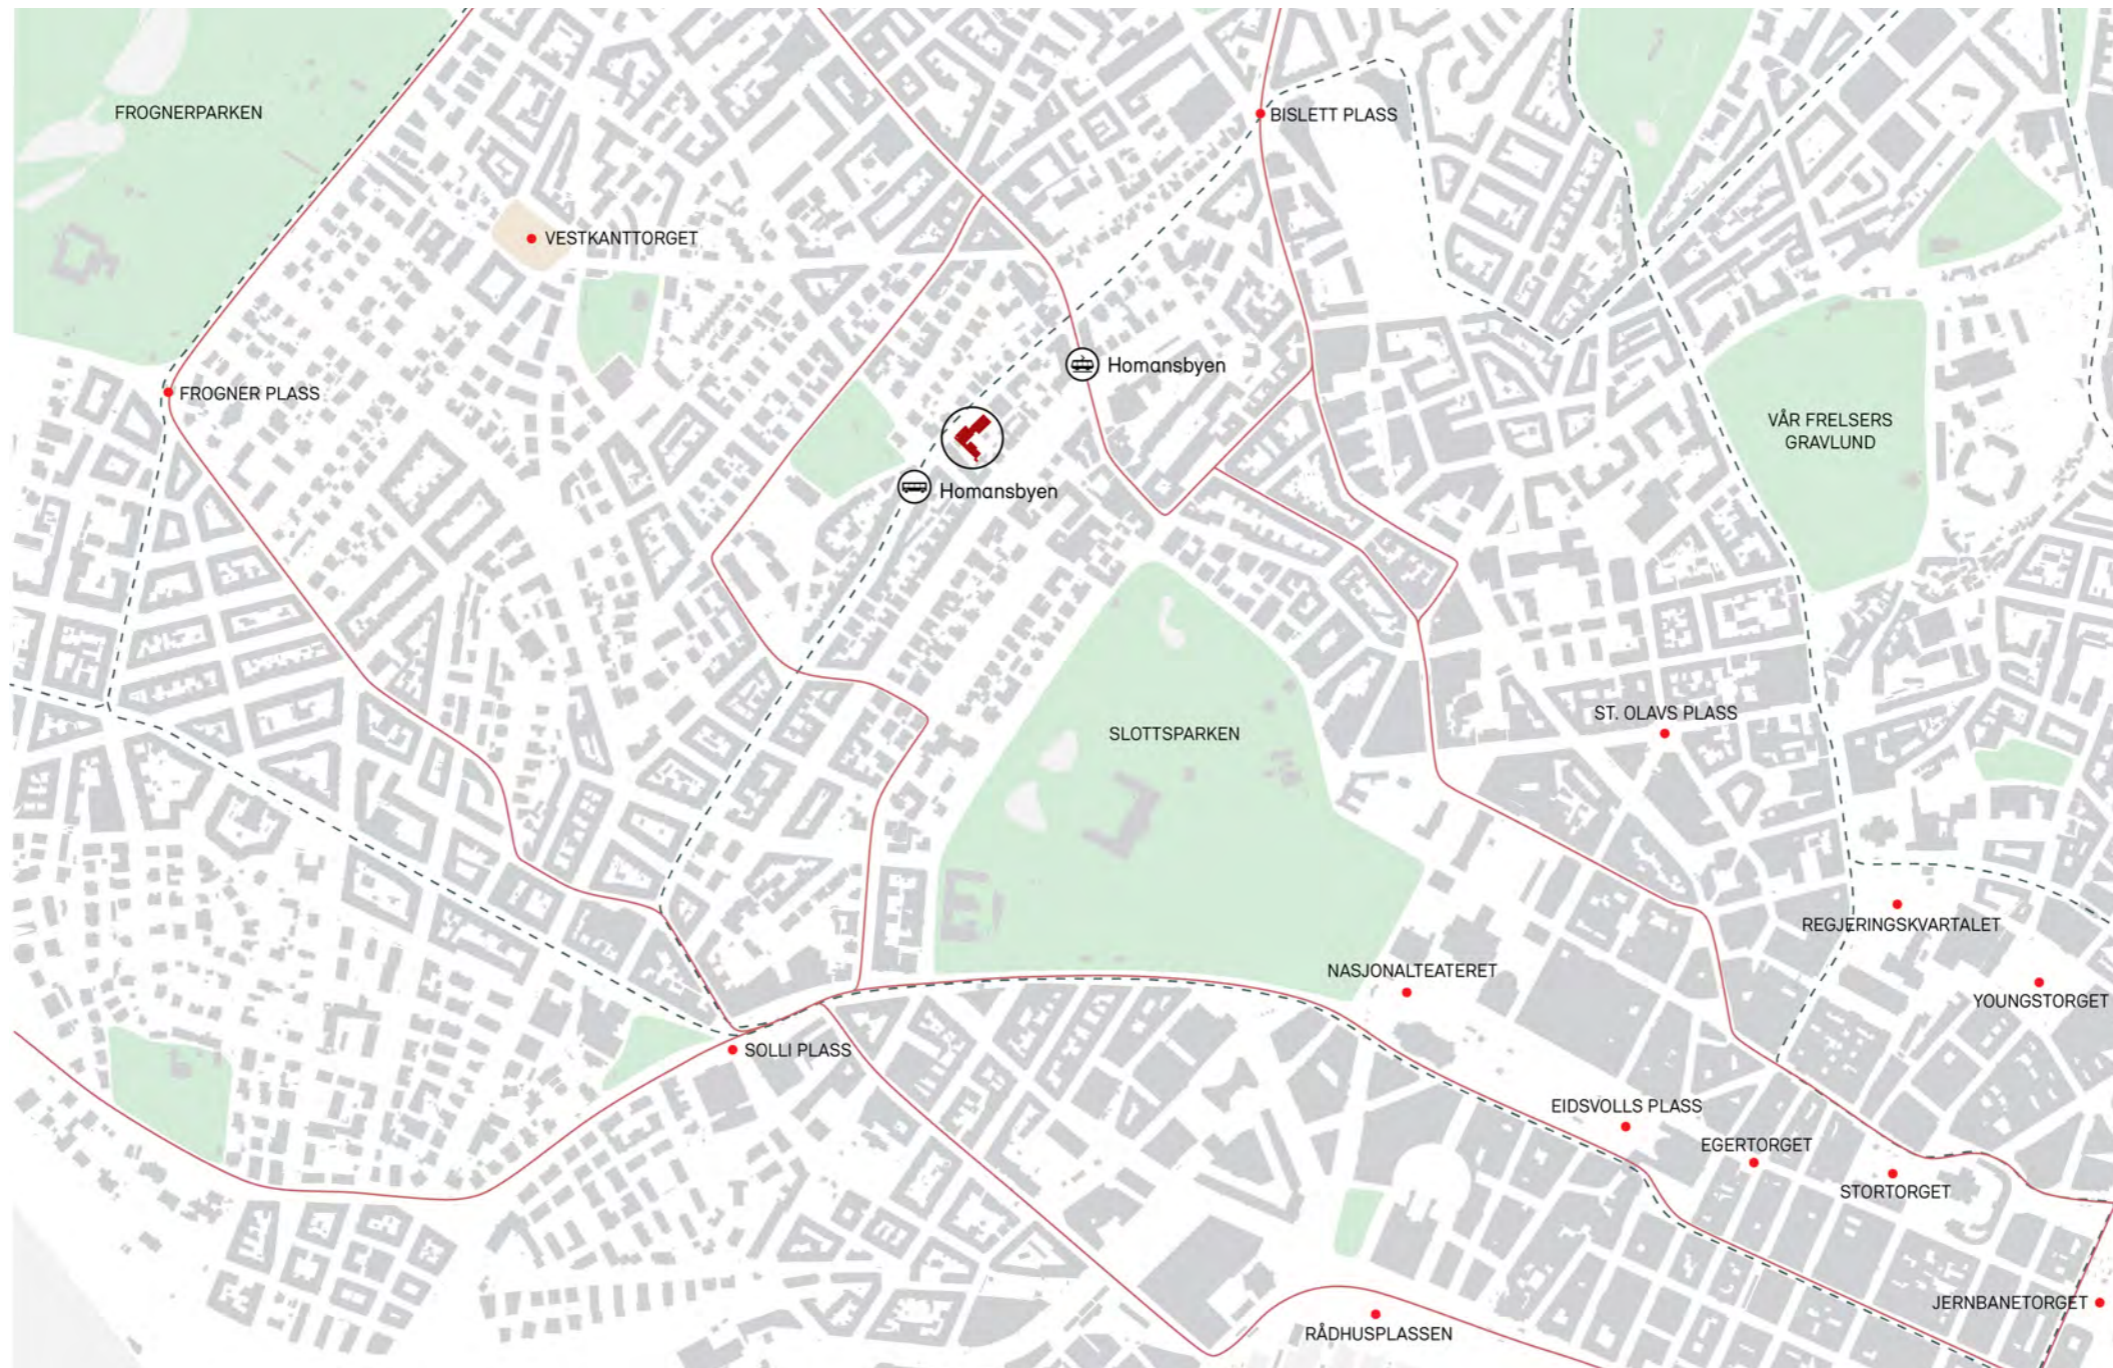 FROGNERPARKEN
BISLETT PLASS
VESTKANTTORGET
Homansbyen
FROGNER PLASS
VÅR FRELSERS
GRAVLUND
Homansbyen
ST. OLAVS PLASS
SLOTTSPARKEN
REGJERINGSKVARTALET
NASJONALTEATERET
YOUNGSTORGET
SOLLI PLASS
EIDSVOLLS PLASS
EGERTORGET
STORTORGET
JERNBANETORGET
RÅDHUSPLASSEN